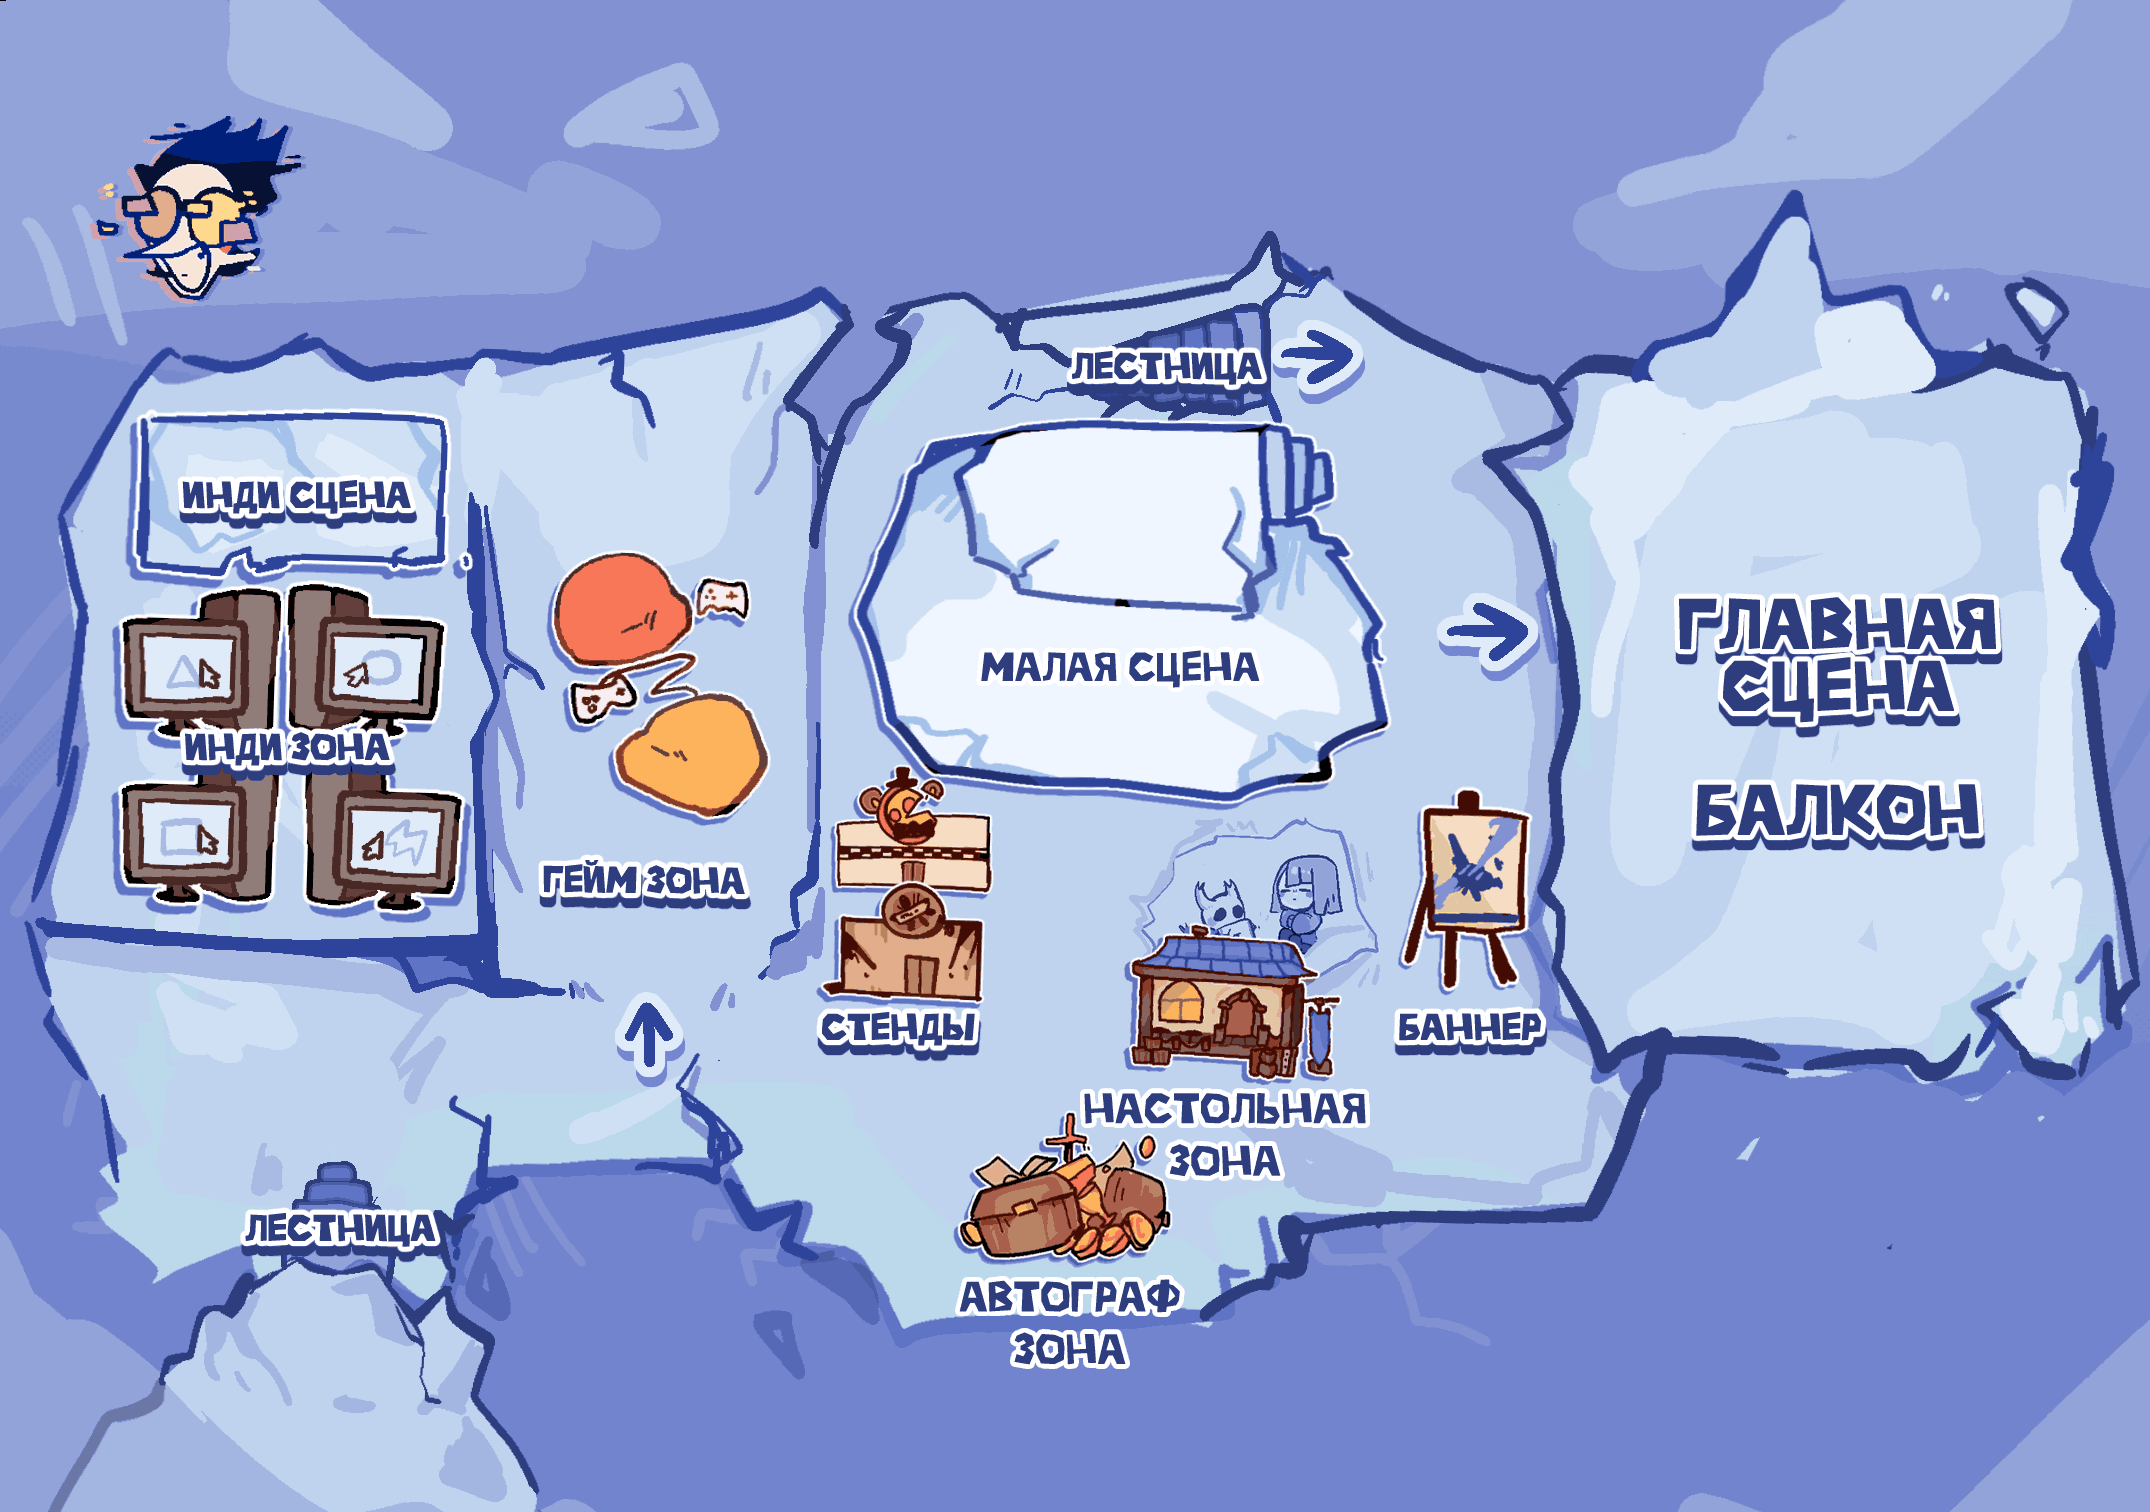 ЛЕСТНИЦА
ИНДИ СЦЕНА
МАЛАЯ СЦЕНА
ГЛАВНАЯ
СЦЕНА
БАЛКОН
ИНДИ ЗОНА
ГЕЙМ ЗОНА
СТЕНДЫ
БАННЕР
НАСТОЛЬНАЯ
ЗОНА
ЛЕСТНИЦА
АВТОГРАФ
ЗОНА